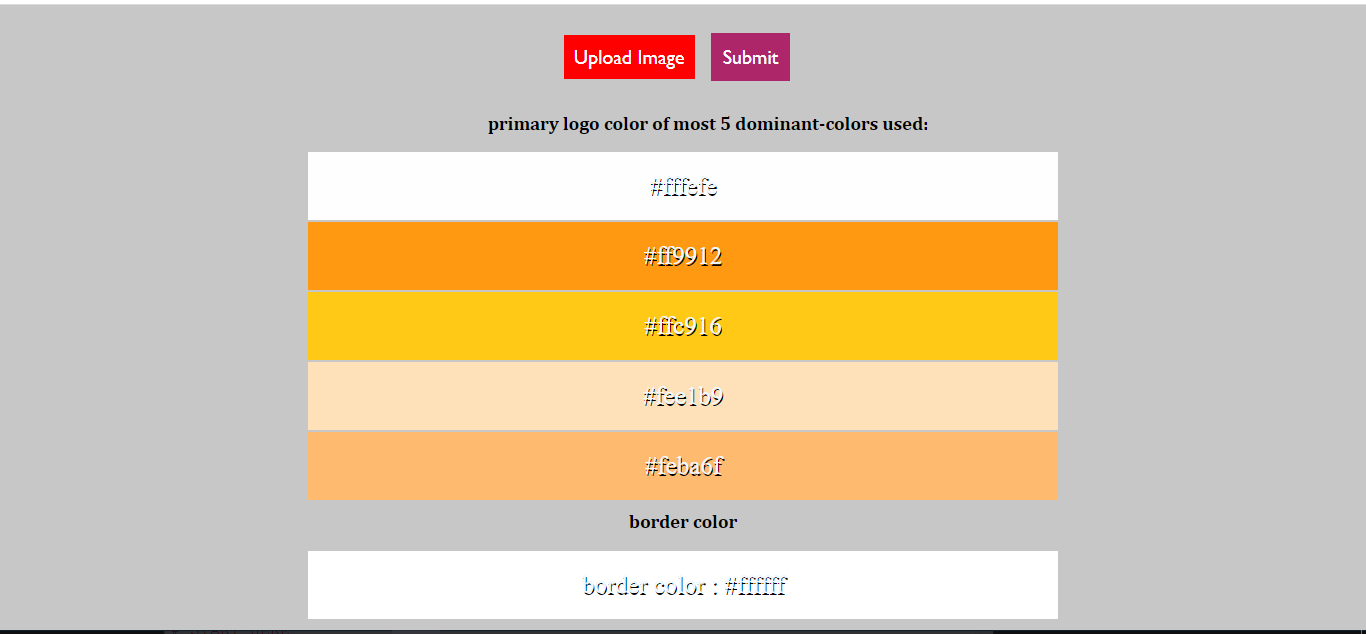 Upload Image Submit
primary logo color of most 5 dominant-colors used:
#fffefe
#ff9912
#ffc916
#fee1b9
#feba6f
border color
border color : #ffffff